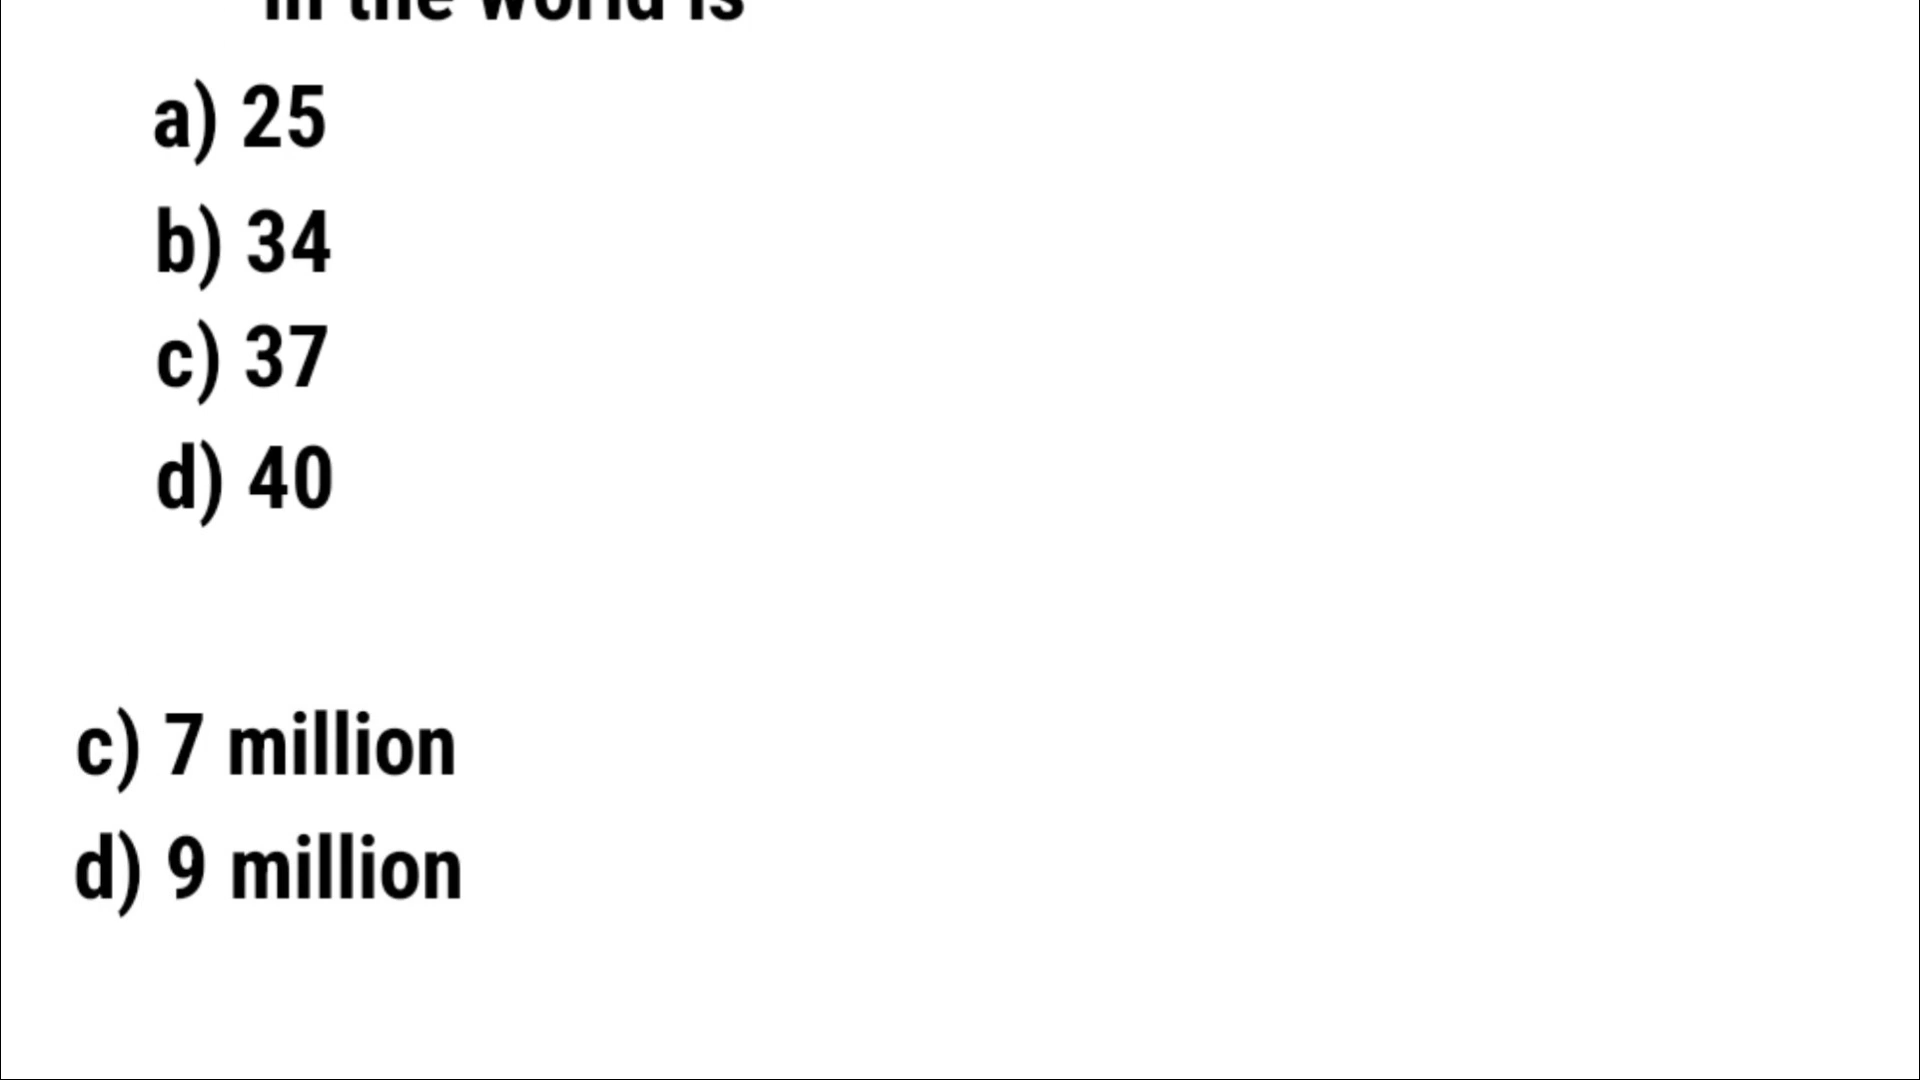 in the world is
a) 25
b) 34
c) 37
d) 40
c) 7 million
d) 9 million